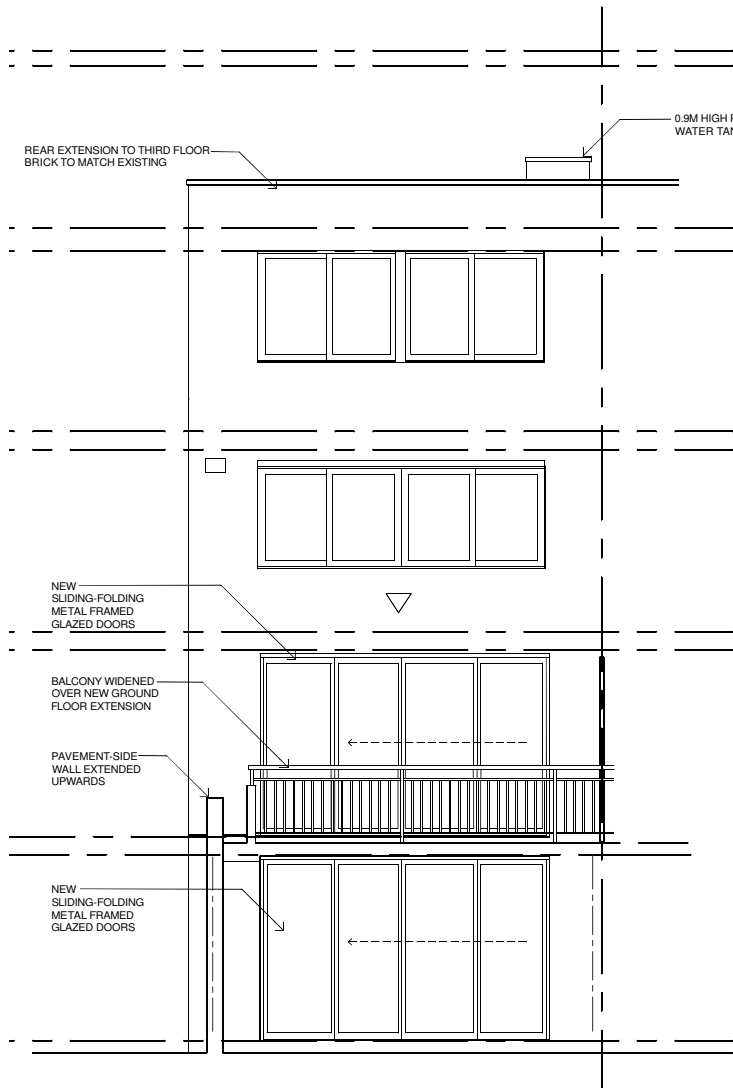 0.9M HIGH
WATER
REAR EXTENSION TO THIRD FLOOR
BRICK TO MATCH EXISTING
NEW
SLIDING-FOLDING
METAL FRAMED
GLAZED DOORS
BALCONY WIDENED
OVER NEW GROUND
FLOOR EXTENSION
PAVEMENT-SIDE
WALL EXTENDED
UPWARDS
NEW
SLIDING-FOLDING
METAL FRAMED
GLAZED DOORS